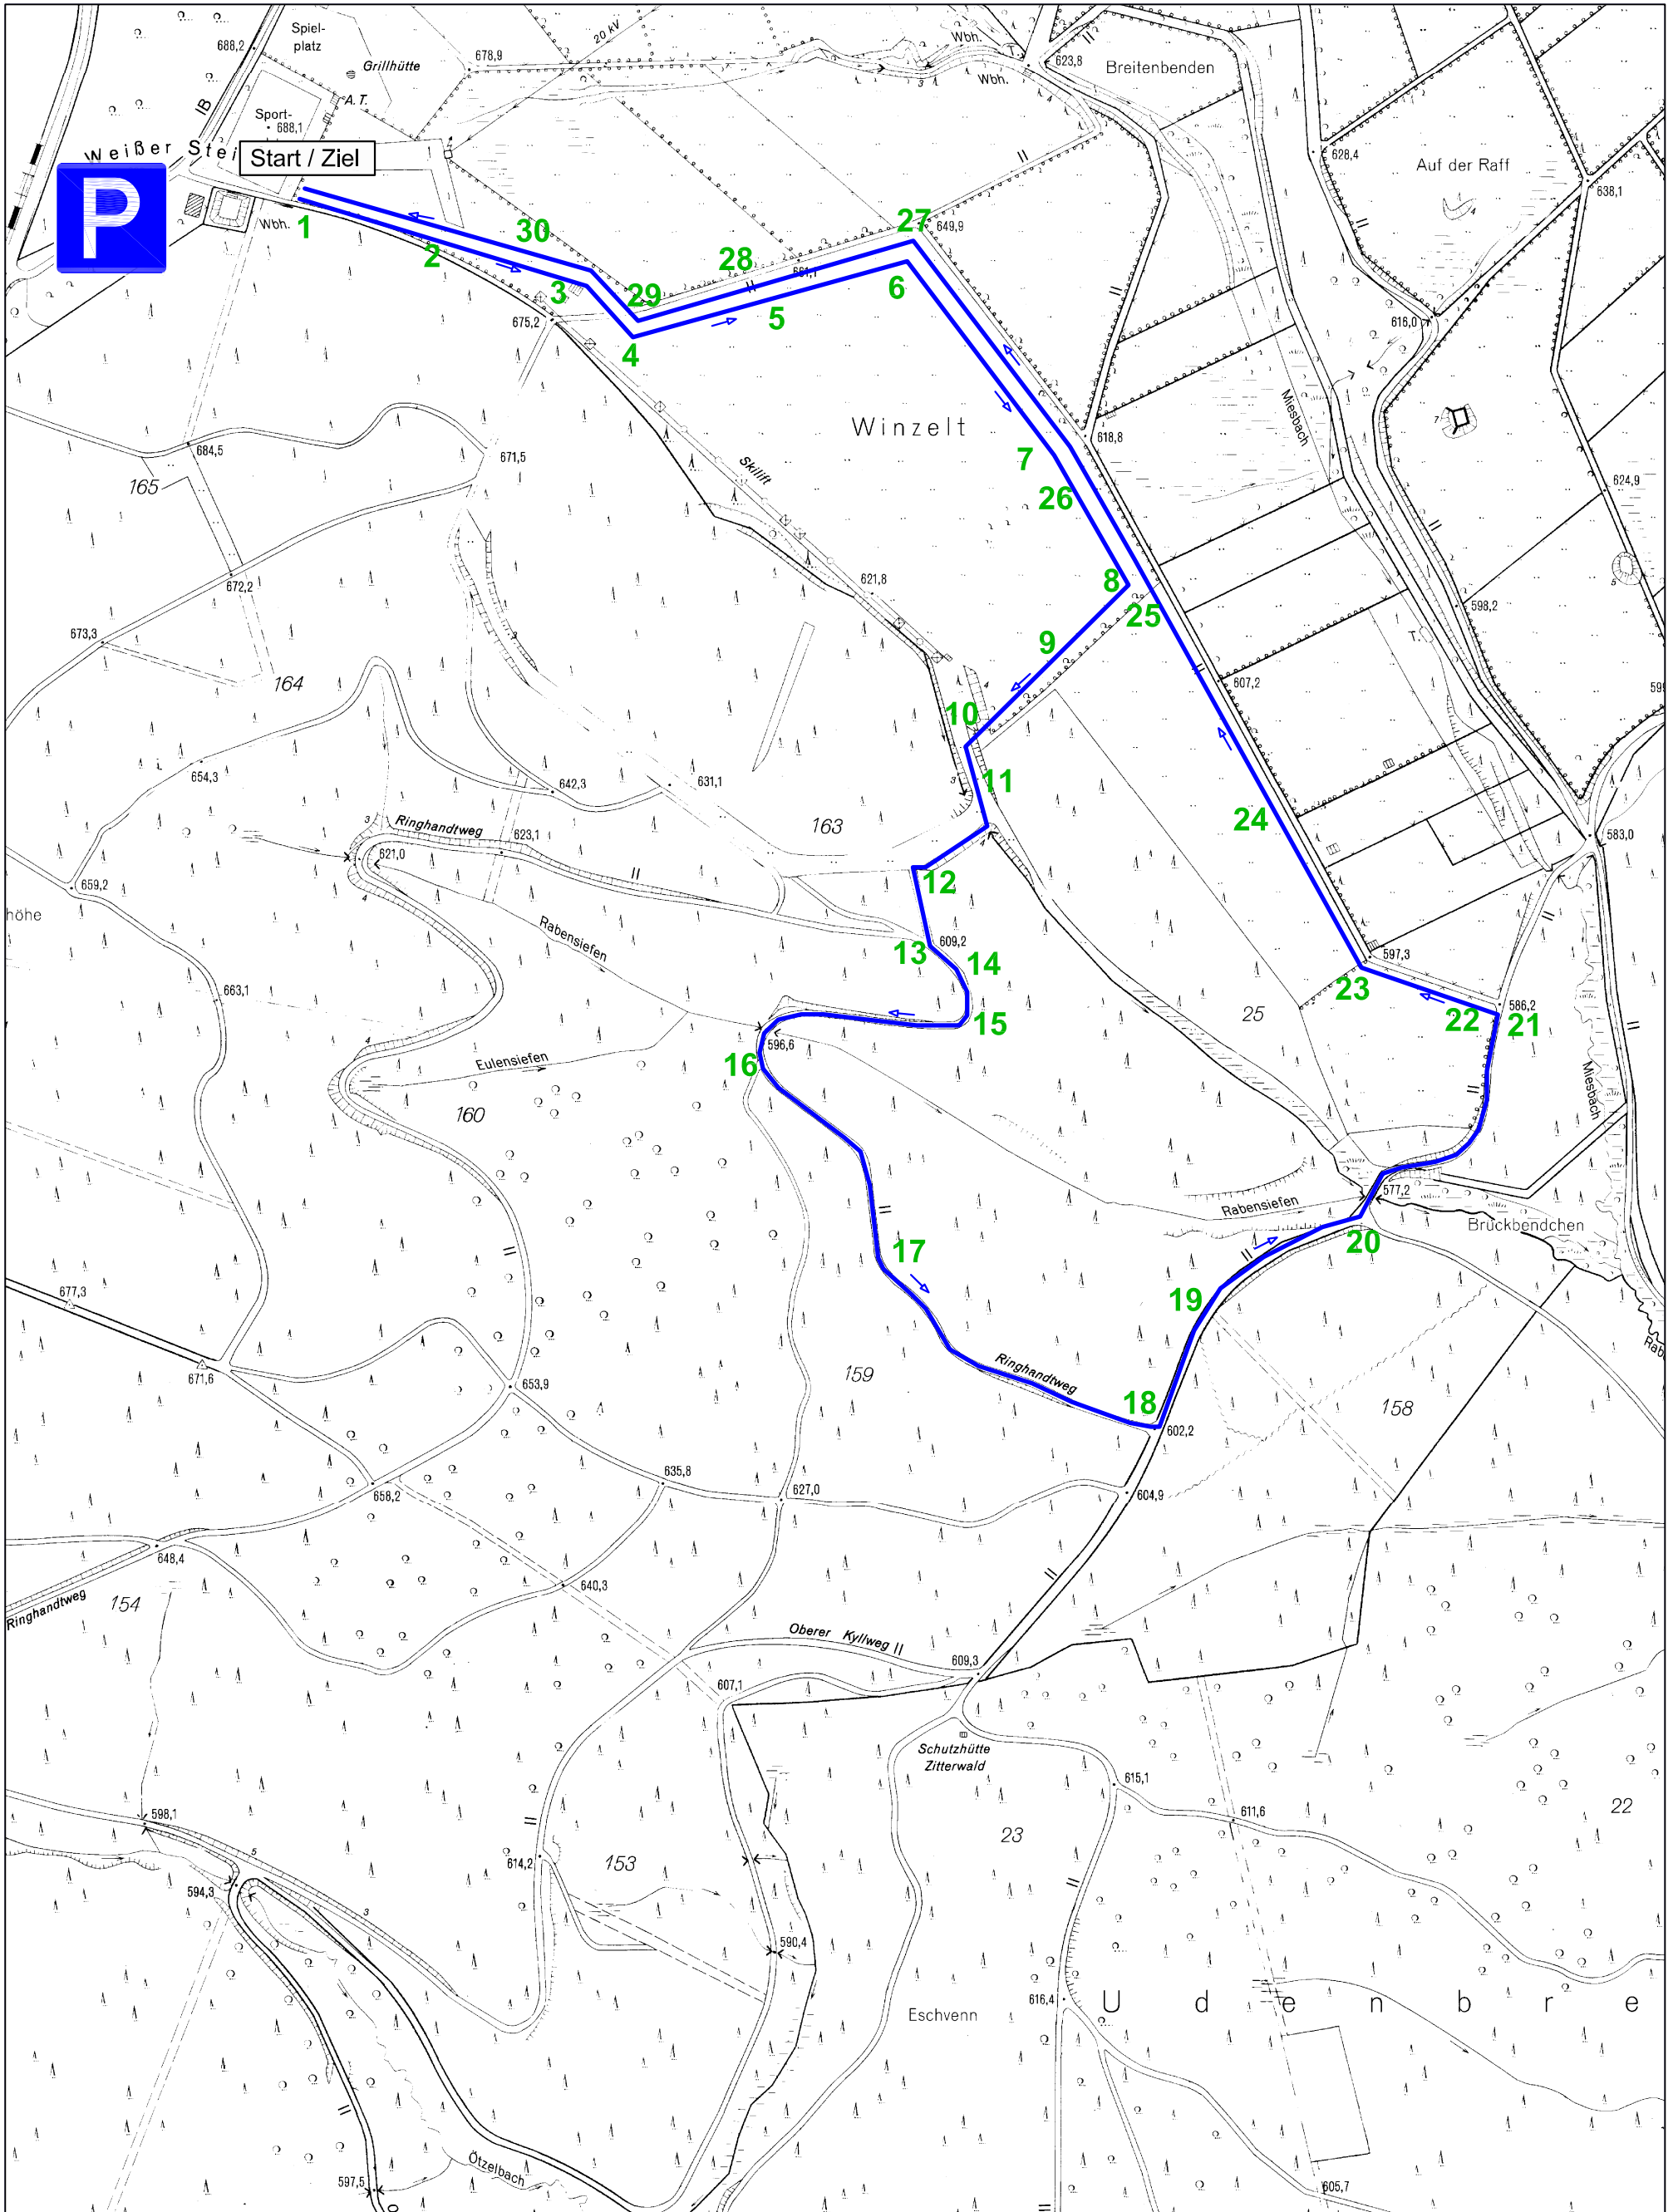 Spiel-
platz
688,2
Grillhütte
678,9
20 kV
Wbh.
T.
623,8
Wbh.
Breitenbenden
IB
A.T.
Sport-
688,1
628,4
Auf der Raff
638,1
Weißer Stei
Start / Ziel
P
Wbh.
1
2
30
28
27
649,9
661,1
3
29
5
6
675,2
4
616,0
Winzelt
Miesbach
618,8
684,5
671,5
165
Skilift
7
26
624,9
672,2
621,8
8
25
598,2
T.
673,3
9
164
607,2
10
654,3
642,3
631,1
11
24
163
Ringhandtweg
623,1
583,0
621,0
659,2
12
höhe
Rabensiefen
13
609,2
14
597,3
23
663,1
15
25
22
586,2
21
596,6
16
Eulensiefen
160
Miesbach
577,2
Rabensiefen
Bruckbendchen
20
17
677,3
19
671,6
Ringhandtweg
159
653,9
18
158
602,2
635,8
658,2
627,0
604,9
648,4
640,3
Ringhandtweg
154
Oberer Kyllweg
609,3
607,1
Schutzhütte
Zitterwald
615,1
611,6
22
598,1
23
614,2
153
594,3
590,4
616,4
Udenbre
Eschvenn
Ötzelbach
597,5
605,7